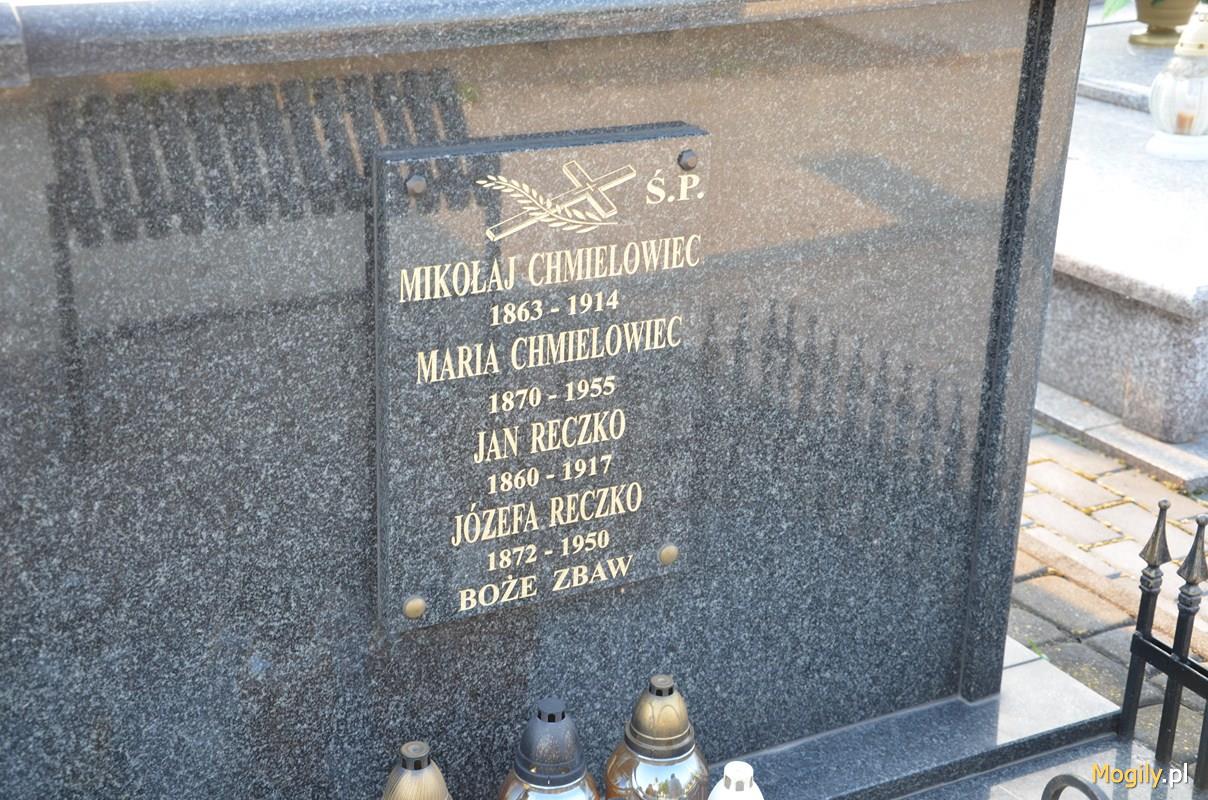 Ś.P.
MIKOŁAJ CHMIELOWIEC
1863 - 1914
MARIA CHMIELOWIEC
1870 - 1955
JAN RECZKO
1860 - 1917
JÓZEFA RECZKO
1872 - 1950
BOŻE ZBAW
Mogily.pl